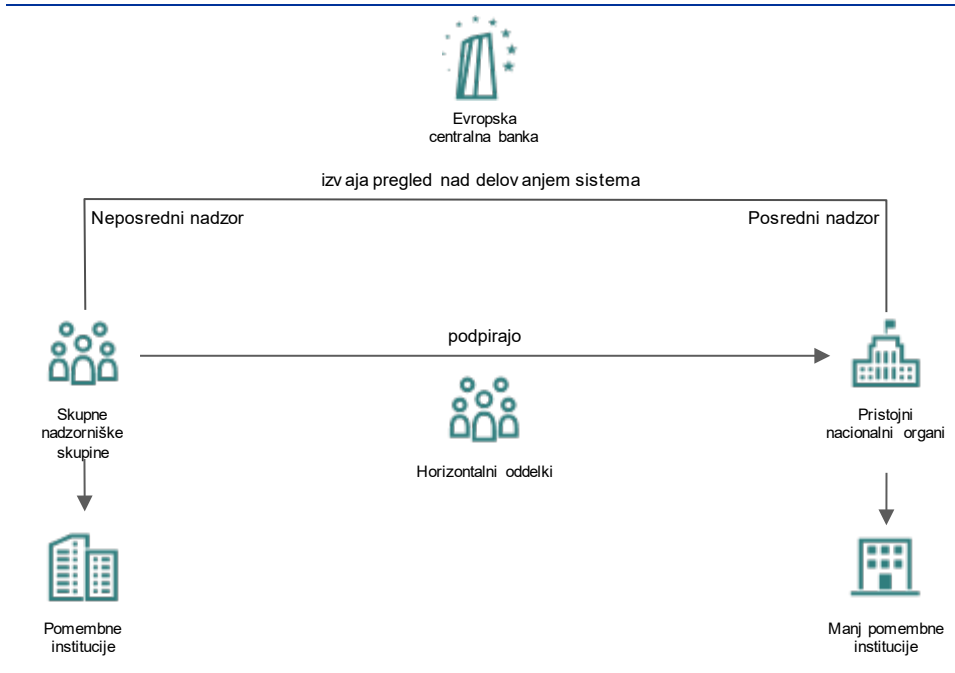 Evropska
centralna banka
izvaja pregled nad delovanjem sistema
Neposredni nadzor
Posredni nadzor
podpirajo
Skupne
nadzorniške
skupine
Horizontalni oddelki
Pristojni
nacionalni organi
Pomembne
institucije
Manj pomembne
institucije